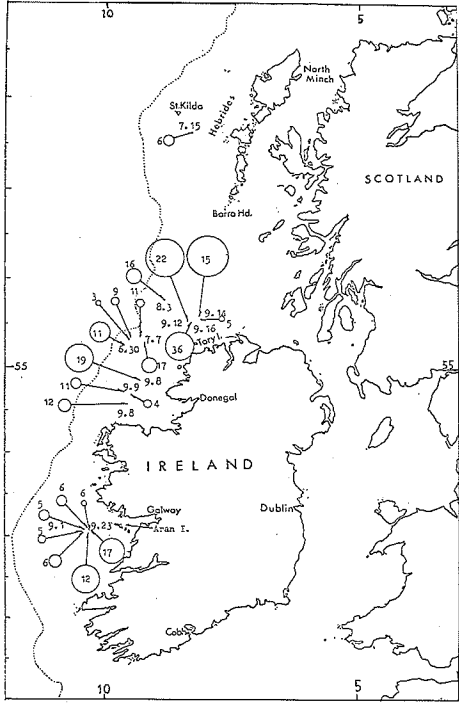 10 5
North
Minch
St.Kilda
Hebrides
7.15
6
SCOTLAND
Barra Hd.
22 15
16
9
3 11
8.3
9.14
9.12 5
9.16
11
7.7
Tory I.
6.30
36
19
17
55 55
9.8
11
9.9
12 4
Donegal
9.8
IRELAND
6 6
5
Galway
Dublin
9.23
Aran I.
5
17
6
12
Cobh
10 5